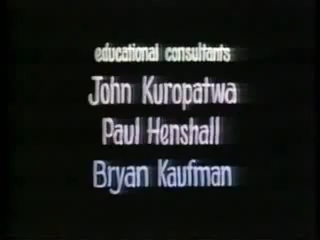 educational consultants
John Kuropatwa
Paul Henshall
Bryan Kaufman